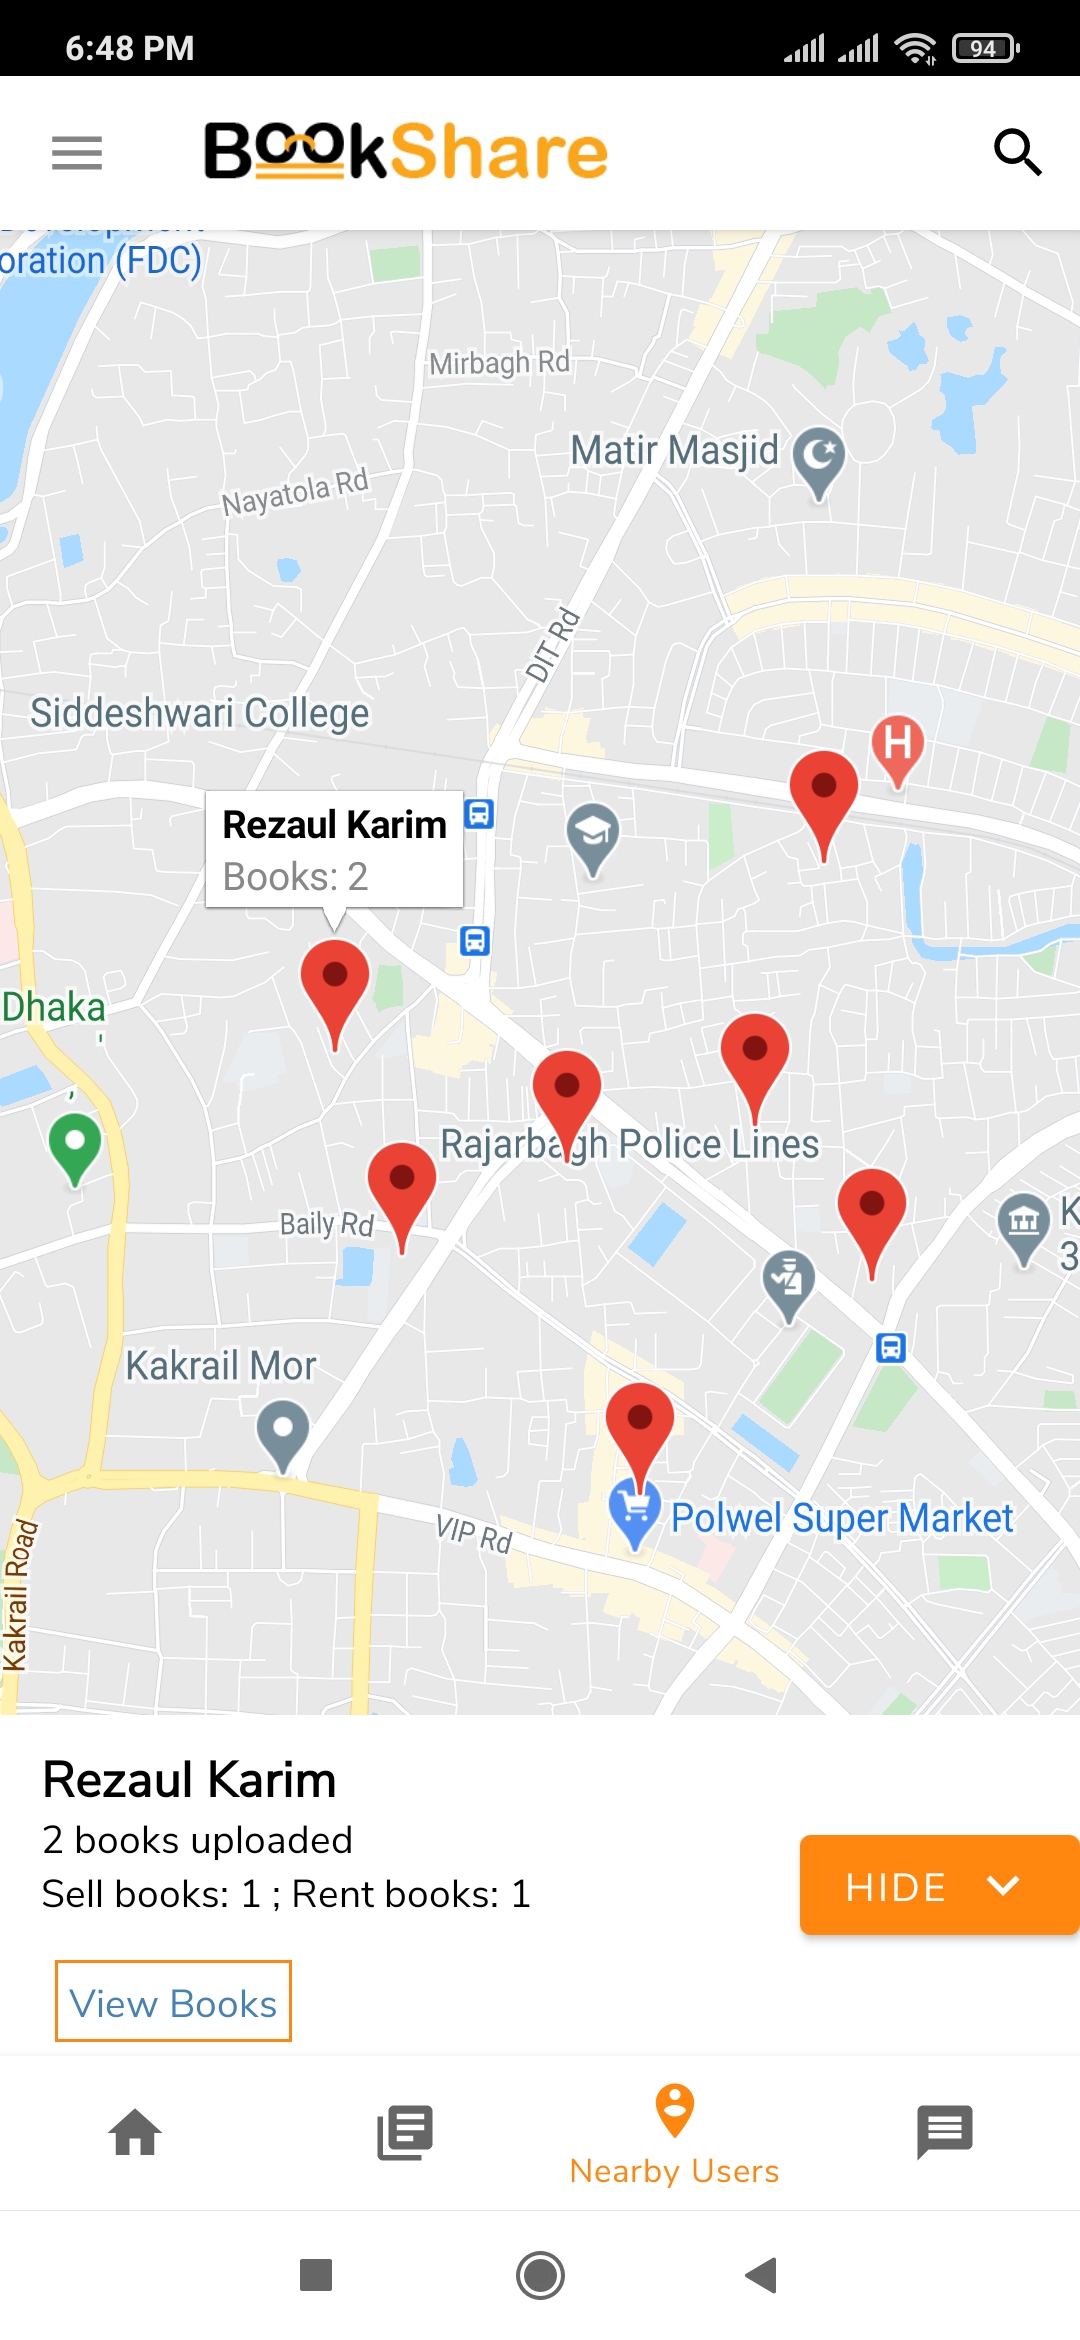 6:48 PM
94
BookShare
oration (FDC)
Mirbagh Rd
Matir Masjid
Nayatola Rd
DIT Rd
Siddeshwari College
H
Rezaul Karim
Books: 2
Dhaka
Rajarbagh Police Lines
Baily Rd
K
3
Kakrail Mor
Polwel Super Market
VIP Rd
Kakrail Road
Rezaul Karim
2 books uploaded
Sell books: 1 ; Rent books: 1
HIDE
View Books
Nearby Users